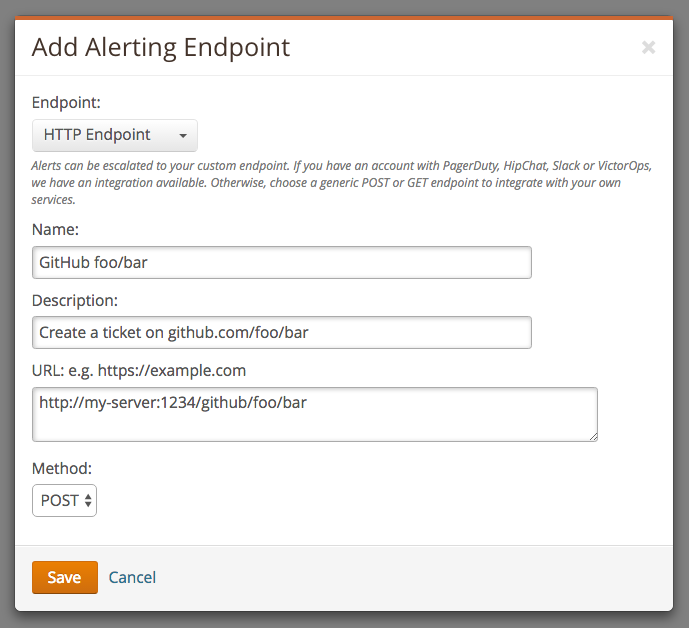 Add Alerting Endpoint
Endpoint:
HTTP Endpoint
Alerts can be escalated to your custom endpoint. If you have an account with PagerDuty, HipChat, Slack or VictorOps,
we have an integration available. Otherwise, choose a generic POST or GET endpoint to integrate with your own
services.
Name:
GitHub foo/bar
Description:
Create a ticket on github.com/foo/bar
URL: e.g. https://example.com
http://my-server:1234/github/foo/bar
Method:
POST
Save Cancel